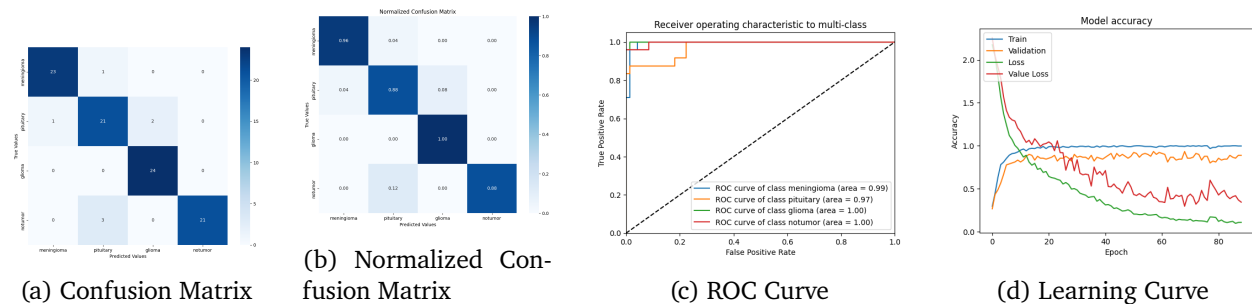 meningioma
pituitary
glioma
notumor
True Values
23 1 0 0
1 21 2 0
0 0 24 0
0 3 0 21
meningioma pituitary glioma notumor
Predicted Values
20
15
10
5
0
(a) Confusion Matrix
Normalized Confusion Matrix
meningioma
pituitary
glioma
notumor
True Values
0.96 0.04 0.00 0.00
0.04 0.88 0.08 0.00
0.00 0.00 1.00 0.00
0.00 0.12 0.00 0.88
meningioma pituitary glioma notumor
Predicted Values
1.0
0.8
0.6
0.4
0.2
0.0
(b) Normalized Con-
fusion Matrix
Receiver operating characteristic to multi-class
True Positive Rate
1.0
0.8
0.6
0.4
0.2
0.0
ROC curve of class meningioma (area = 0.99)
ROC curve of class pituitary (area = 0.97)
ROC curve of class glioma (area = 1.00)
ROC curve of class notumor (area = 1.00)
0.0 0.2 0.4 0.6 0.8 1.0
False Positive Rate
(c) ROC Curve
Model accuracy
Train
Validation
Loss
Value Loss
Accuracy
2.0
1.5
1.0
0.5
0.0
0 20 40 60 80
Epoch
(d) Learning Curve